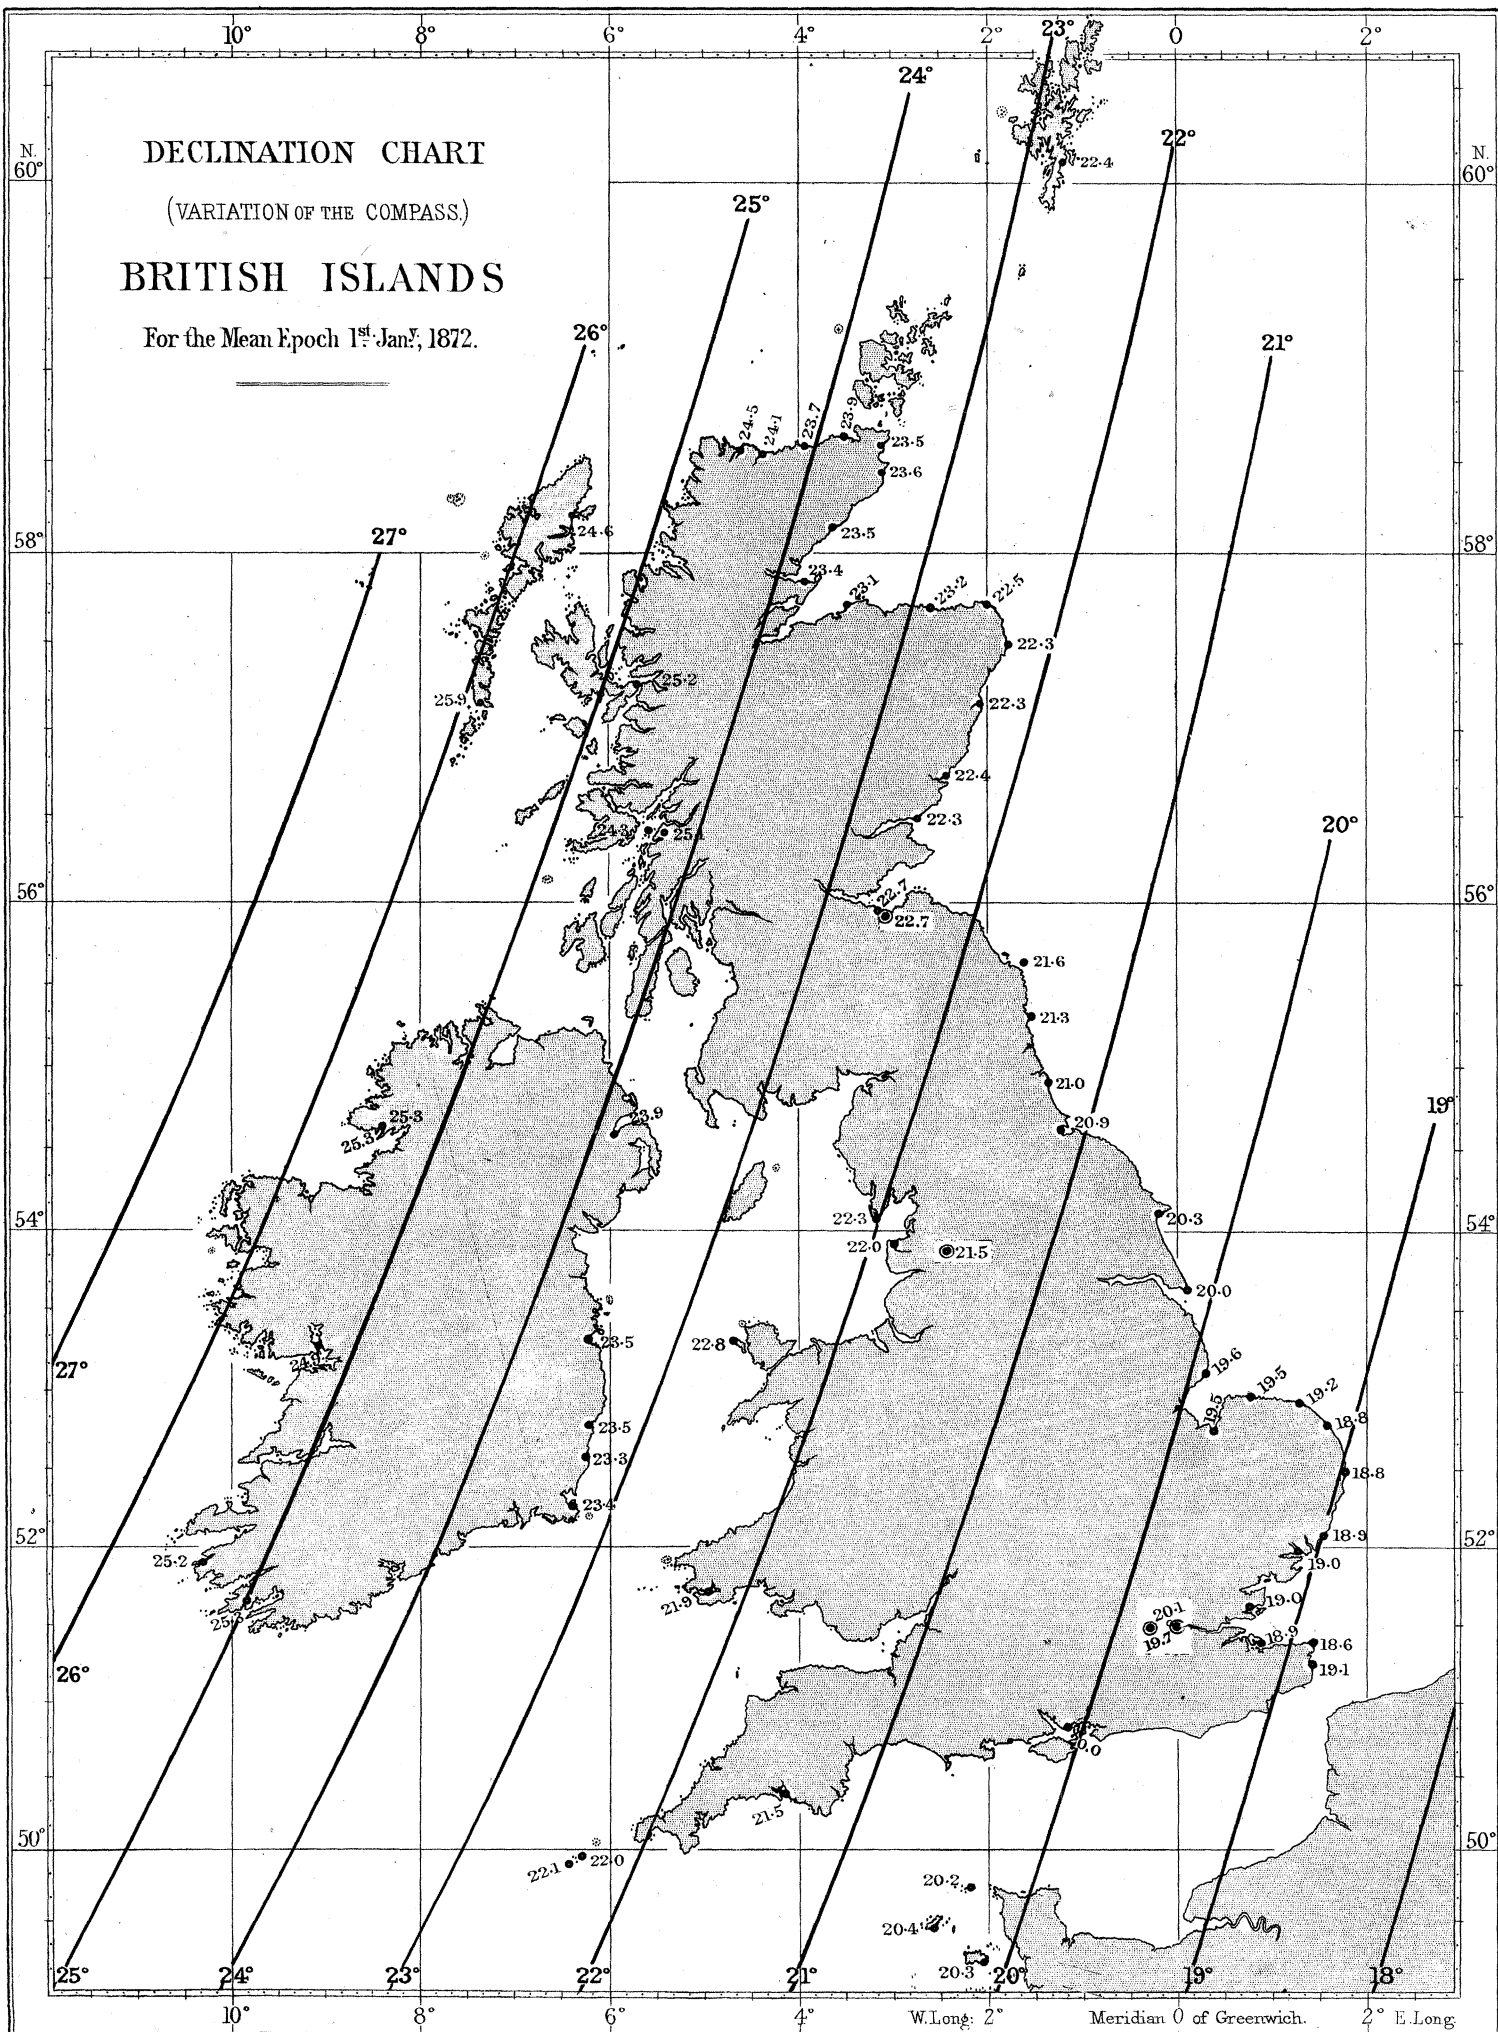 10° 8° 6° 4° 2° 0 2°
23°
24°
DECLINATION CHART
22°
N. N.
60° 22.4 60°
(VARIATION OF THE COMPASS.)
25°
BRITISH ISLANDS
For the Mean Epoch 1st Jany, 1872.
26°
21°
24.5 24.1 23.7 23.9
23.5
23.6
27° 24.6 23.5
58° 58°
23.4 23.1 23.2 22.5
22.3
25.2
25.9 22.3
22.4
22.3 20°
24.3 25.1
56° 22.7 56°
22.7
21.6
21.3
21.0
19°
25.3 23.9 20.9
25.3
54° 22.3 20.3 54°
22.0 21.5
20.0
23.5 22.8
27° 19.6 19.5
19.5 19.2
18.8
23.5
23.3 18.8
23.4
52° 18.9 52°
25.2 19.0
21.9 19.0
20.1
19.7 18.9 18.6
26° 19.1
20.0
21.5
50° 22.1 22.0 50°
20.2
20.4
20.3
25° 24° 23° 22° 21° 20° 19° 18°
10° 8° 6° 4° W. Long: 2° Meridian 0 of Greenwich. 2° E. Long.